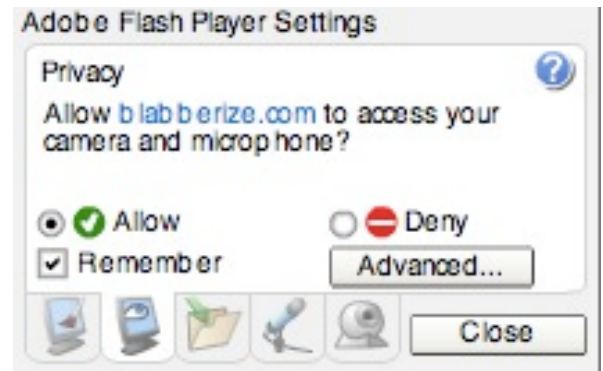 Adobe Flash Player Settings
Privacy
?
Allow blabberize.com to access your
camera and microphone?
Allow
Deny
Remember
Advanced...
Close